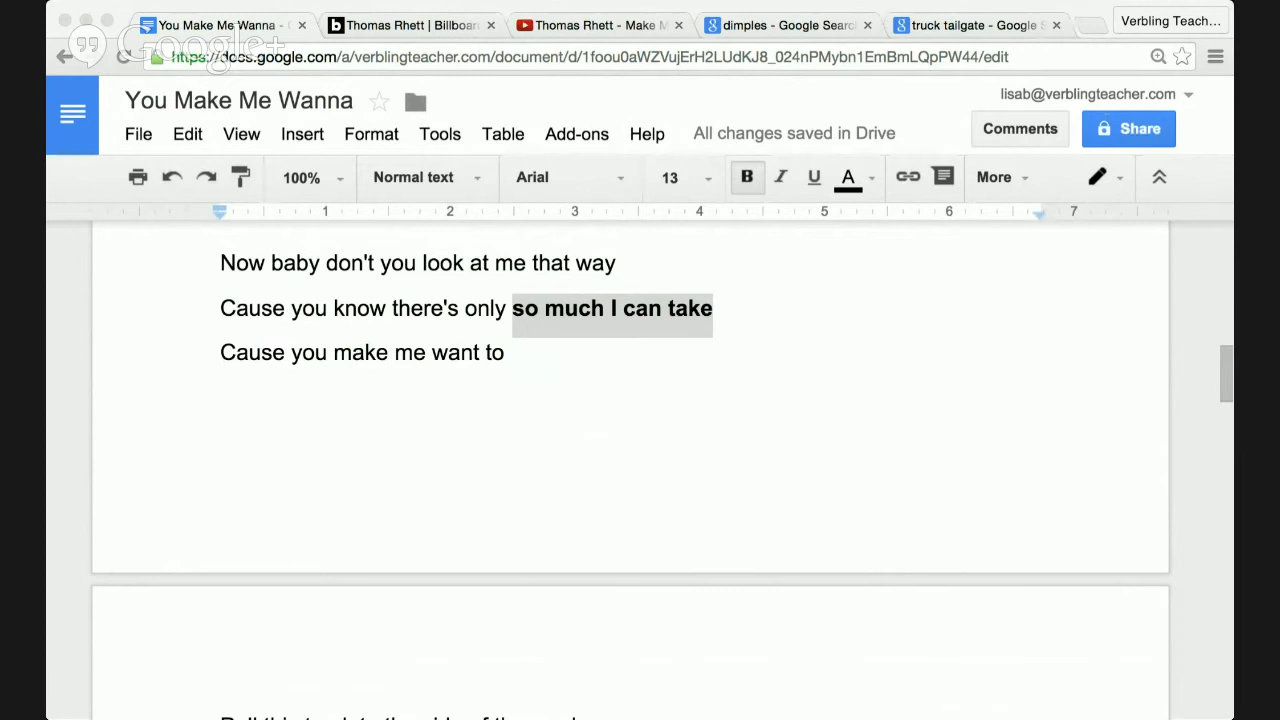 You Make Me Wanna -
Thomas Rhett | Billboar
Thomas Rhett - Make M
dimples - Google Searc
truck tailgate - Google S
Verbling Teach...
Google+
https://docs.google.com/a/verblingteacher.com/document/d/1foou0aWZVujErH2LUdKJ8_024nPMybn1EmBmLQpPW44/edit
You Make Me Wanna
lisab@verblingteacher.com
File Edit View Insert Format Tools Table Add-ons Help All changes saved in Drive
Comments Share
100% Normal text Arial 13 B I U A More
1 2 3 4 5 6 7
Now baby don't you look at me that way
Cause you know there's only so much I can take
Cause you make me want to